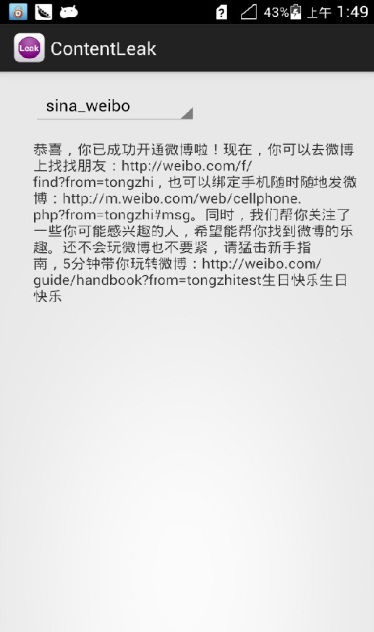 43% 上午 1:49
Leak ContentLeak
sina_weibo
恭喜，你已成功开通微博啦！现在，你可以去微博
上找找朋友：http://weibo.com/f/
find?from=tongzhi，也可以绑定手机随时随地发微
博：http://m.weibo.com/web/cellphone.
php?from=tongzhi#msg。同时，我们帮你关注了
一些你可能感兴趣的人，希望能帮你找到微博的乐
趣。还不会玩微博也不要紧，请猛击新手指
南，5分钟带你玩转微博：http://weibo.com/
guide/handbook?from=tongzhitest生日快乐生日
快乐